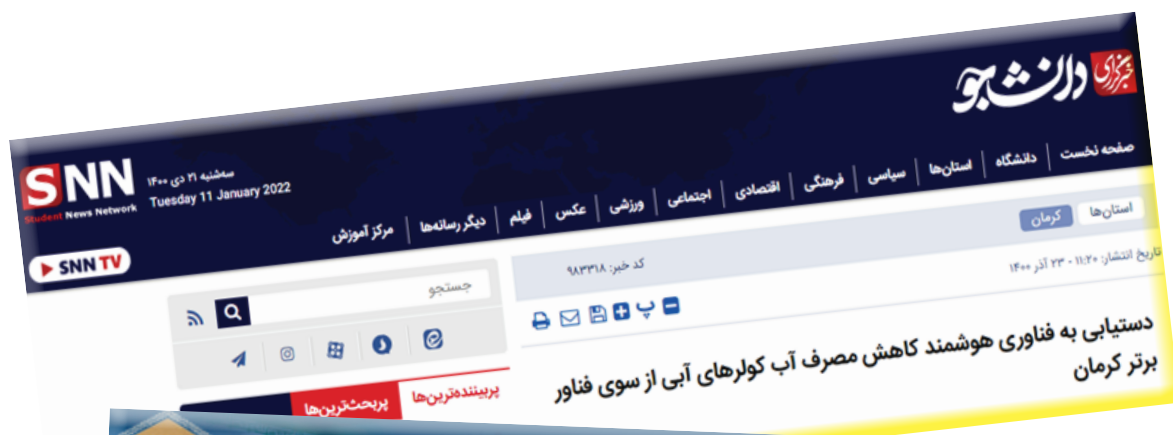 خبرگزاری دانشجو
SNN
Student News Network
سه‌شنبه ۲۱ دی ۱۴۰۰
Tuesday 11 January 2022
SNN TV
صفحه نخست | دانشگاه | استان‌ها | سیاسی | فرهنگی | اقتصادی | اجتماعی | ورزشی | عکس | فیلم | دیگر رسانه‌ها | مرکز آموزش
استان‌ها کرمان
کد خبر: ۹۸۳۳۱۸
تاریخ انتشار: ۱۱:۲۰ - ۲۳ آذر ۱۴۰۰
پ
دستیابی به فناوری هوشمند کاهش مصرف آب کولرهای آبی از سوی فناور
برتر کرمان
جستجو
پربیننده‌ترین‌ها پربحث‌ترین‌ها